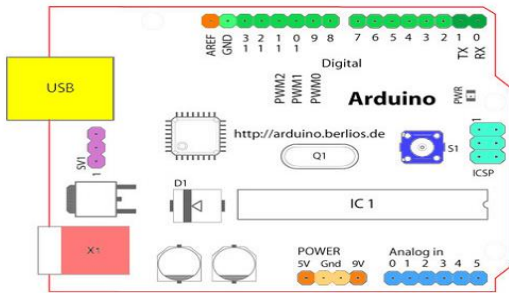 AREF GND 13 12 11 10 9 8 7 6 5 4 3 2 1 0
TX RX
Digital
USB
PWM2 PWM1 PWM0
Arduino
PWR
http://arduino.berlios.de
SV1
1
Q1
S1
1
ICSP
D1
IC 1
X1
POWER
5V Gnd 9V
Analog in
0 1 2 3 4 5